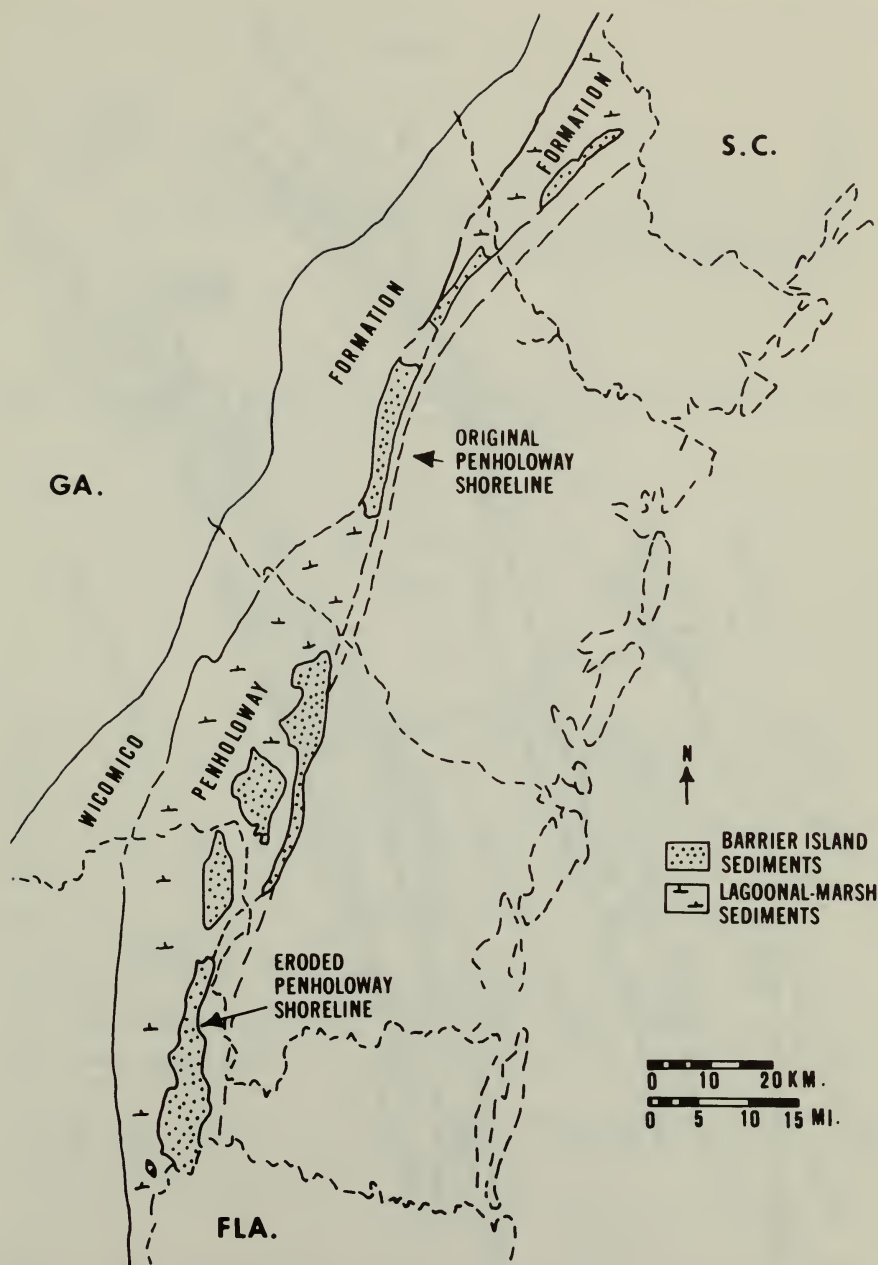 S.C.
FORMATION
FORMATION
ORIGINAL
PENHOLOWAY
SHORELINE
GA.
PENHOLOWAY
WICOMICO
N
BARRIER ISLAND
SEDIMENTS
LAGOONAL-MARSH
SEDIMENTS
ERODED
PENHOLOWAY
SHORELINE
0 10 20 KM.
0 5 10 15 MI.
FLA.